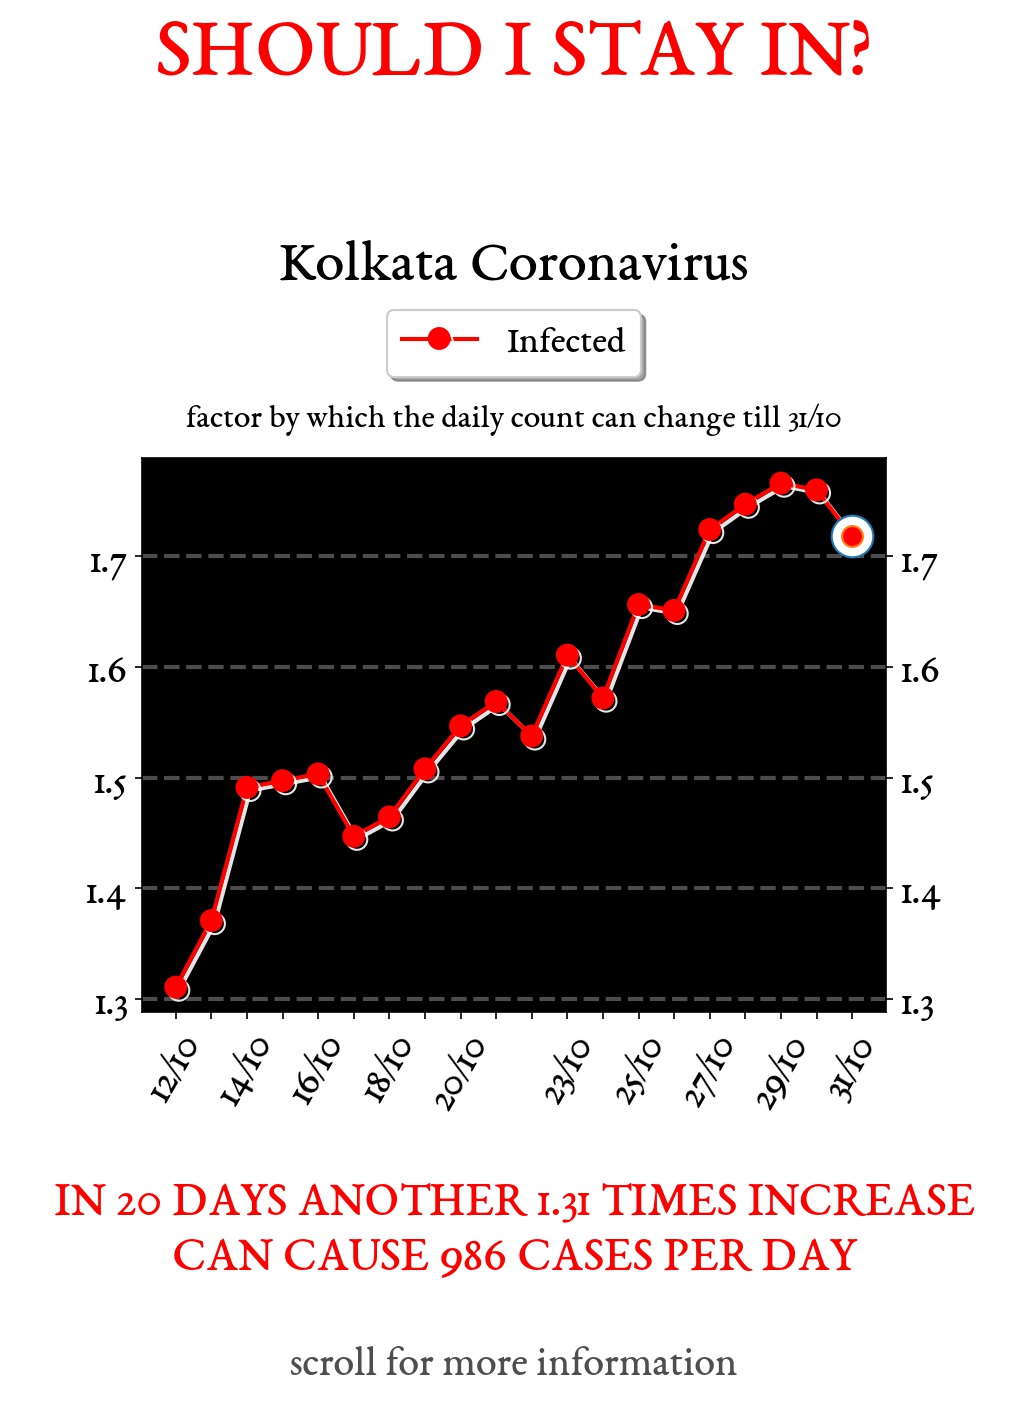 SHOULD I STAY IN?
Kolkata Coronavirus
Infected
factor by which the daily count can change till 31/10
1.7 1.7
1.6 1.6
1.5 1.5
1.4 1.4
1.3 1.3
12/10 14/10 16/10 18/10 20/10 23/10 25/10 27/10 29/10 31/10
IN 20 DAYS ANOTHER 1.31 TIMES INCREASE
CAN CAUSE 986 CASES PER DAY
scroll for more information